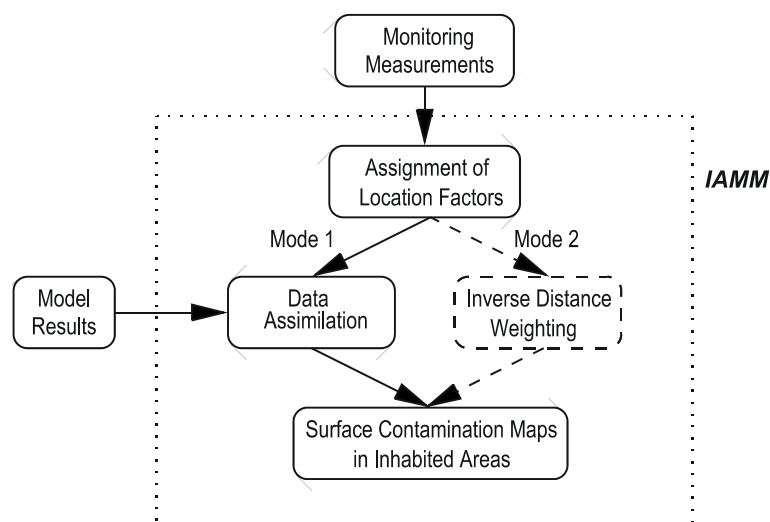 Monitoring
Measurements
Assignment of
Location Factors
IAMM
Mode 1
Mode 2
Model
Results
Data
Assimilation
Inverse Distance
Weighting
Surface Contamination Maps
in Inhabited Areas